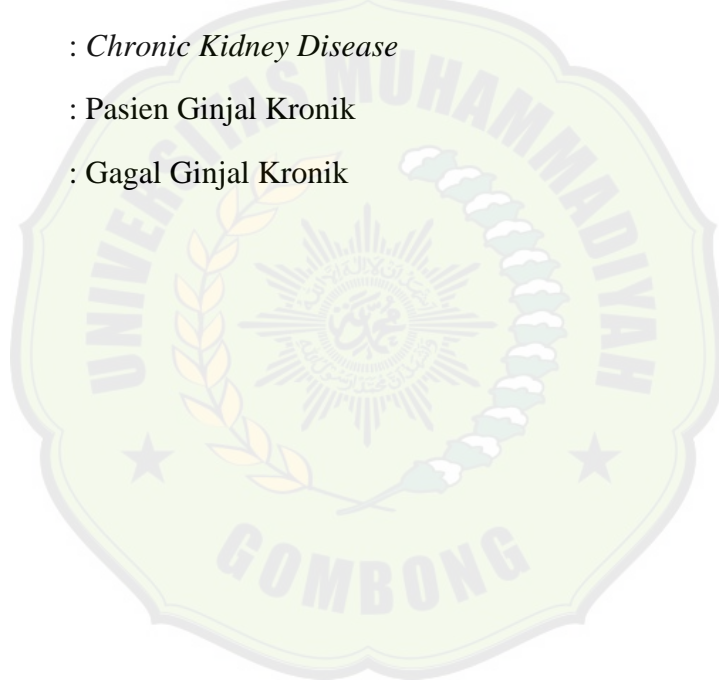 : Chronic Kidney Disease
: Pasien Ginjal Kronik
: Gagal Ginjal Kronik
UNIVERSITAS MUHAMMADIYAH
GOMBONG